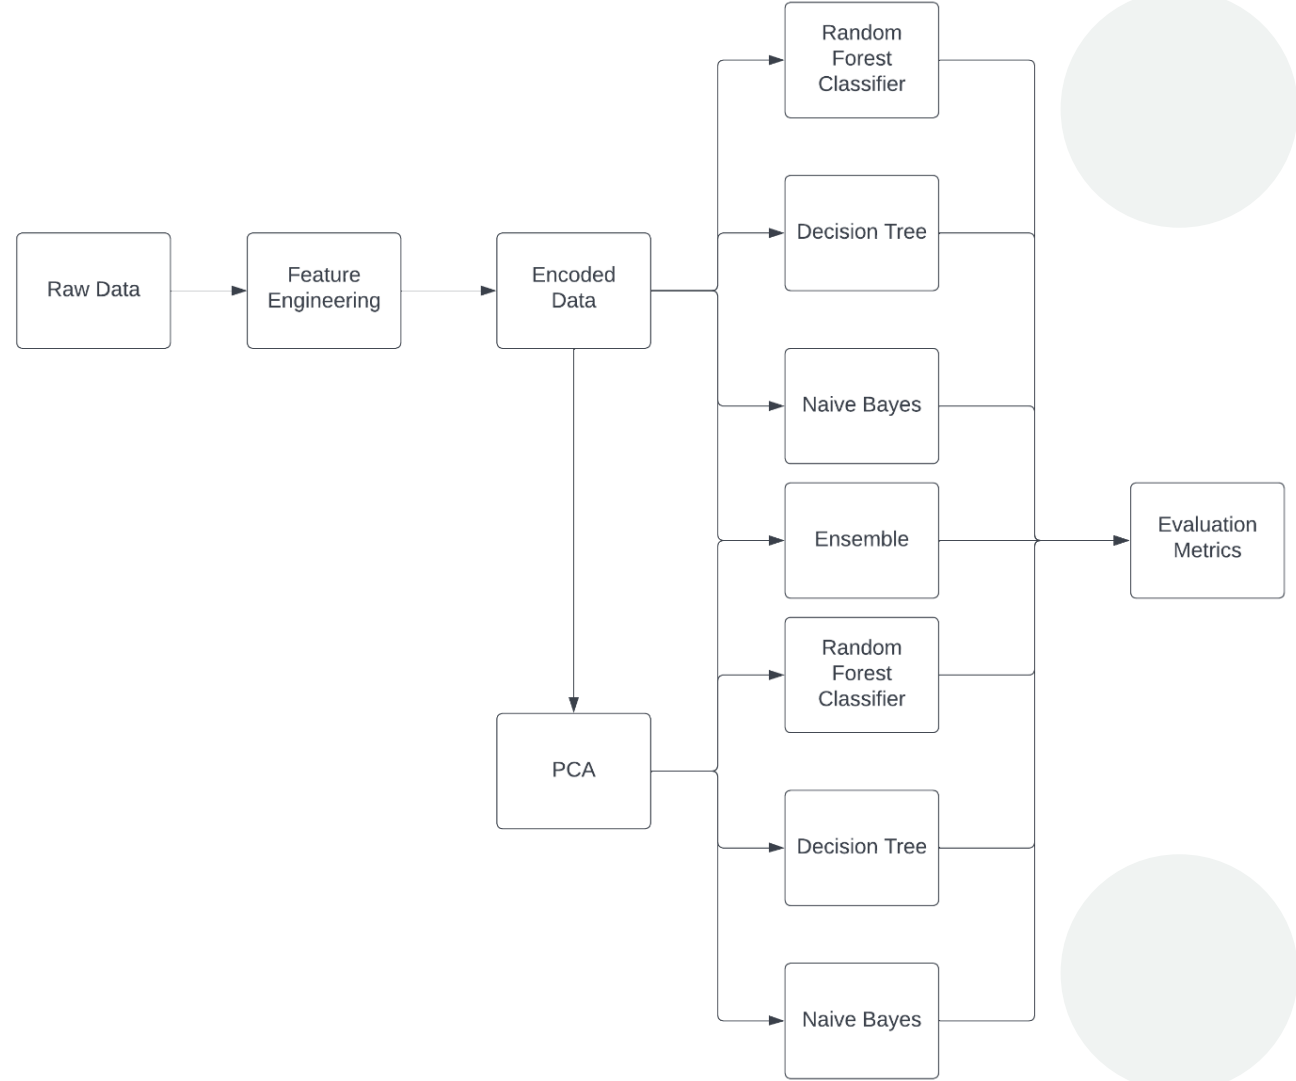 Raw Data
Feature
Engineering
Encoded
Data
PCA
Random
Forest
Classifier
Decision Tree
Naive Bayes
Ensemble
Random
Forest
Classifier
Decision Tree
Naive Bayes
Evaluation
Metrics